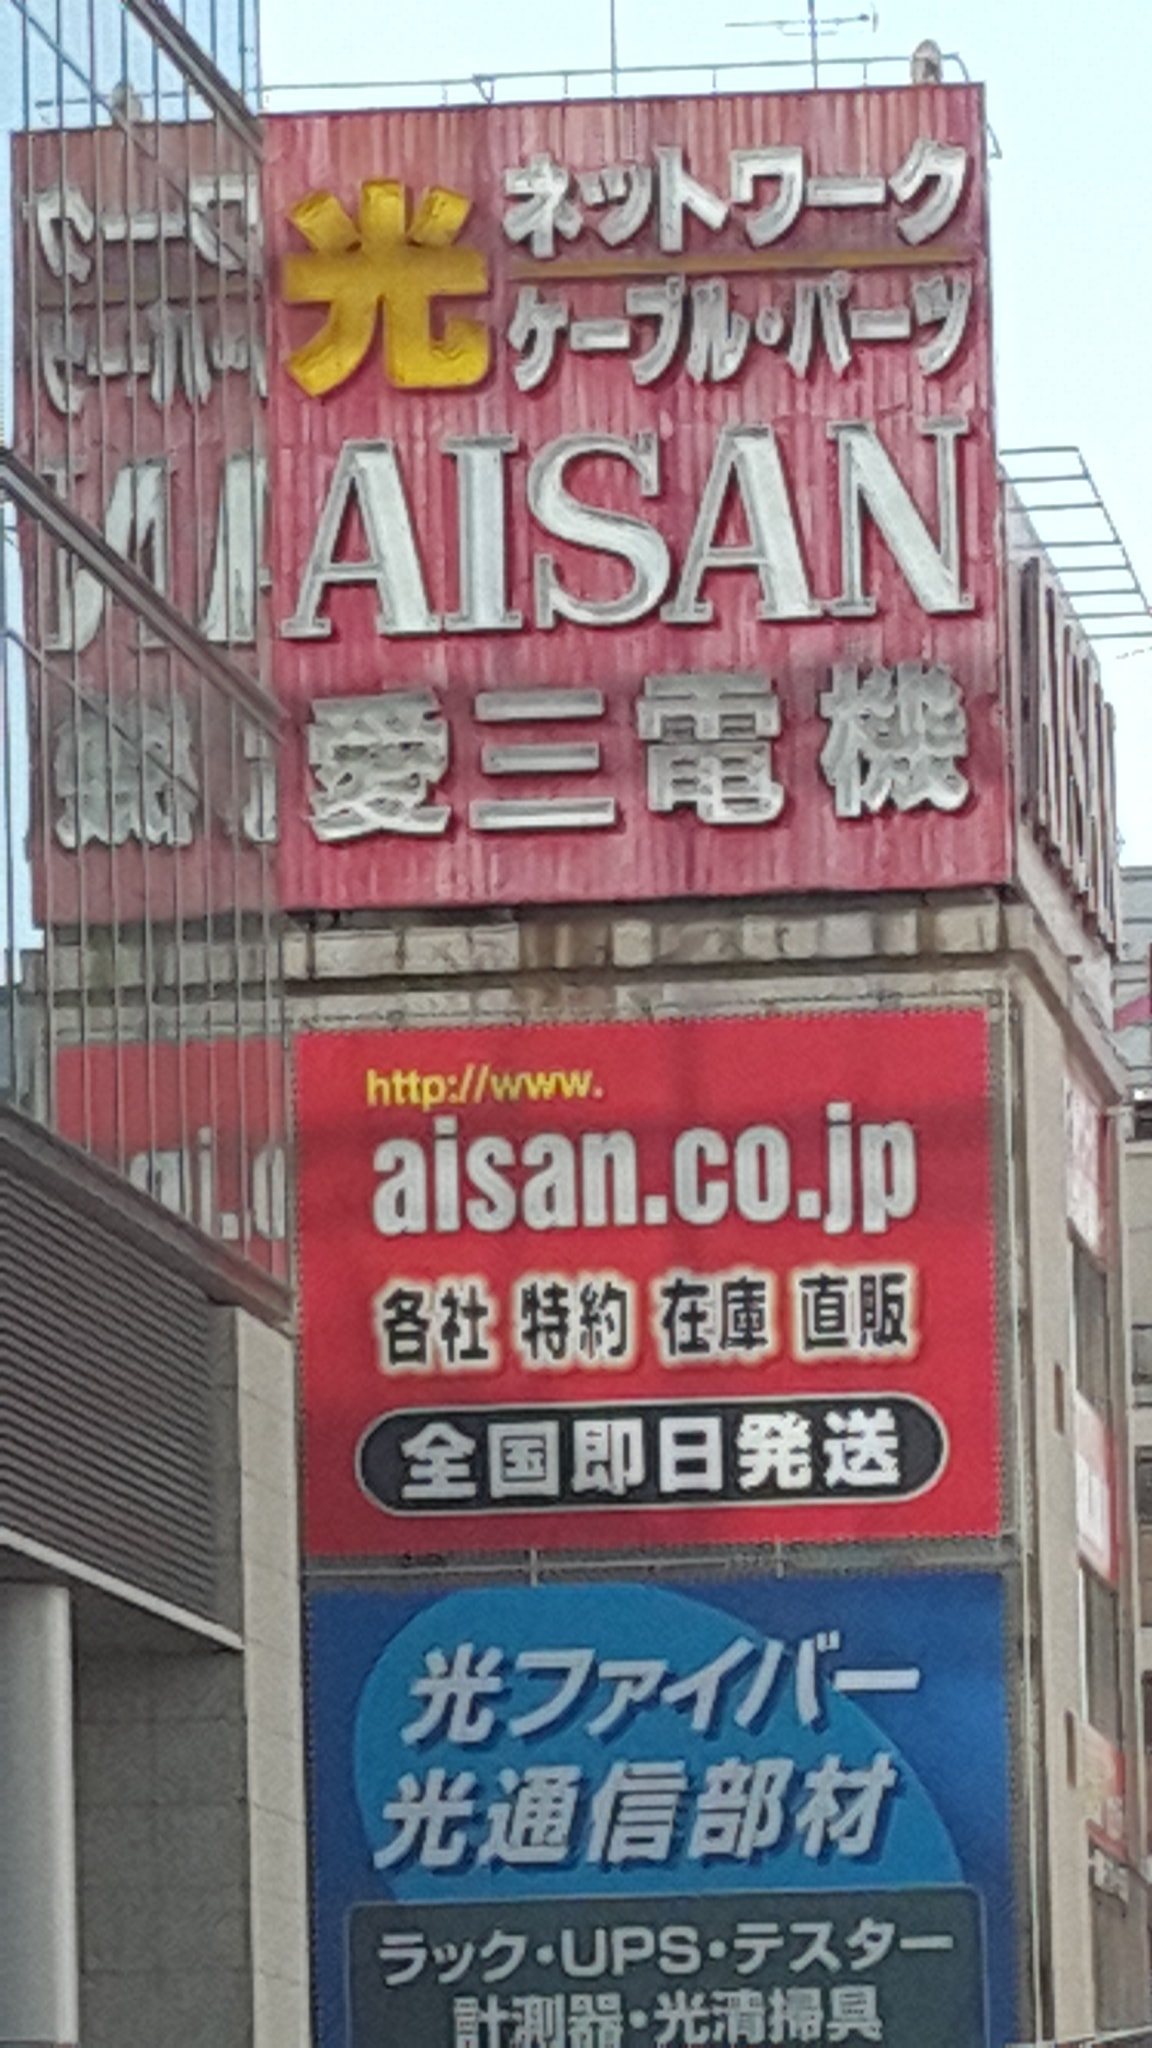 光 ネットワーク
ケーブル・パーツ
AISAN
愛三電機
http://www.
aisan.co.jp
各社 特約 在庫 直販
全国即日発送
光ファイバー
光通信部材
ラック・UPS・テスター
計測器・光清掃具